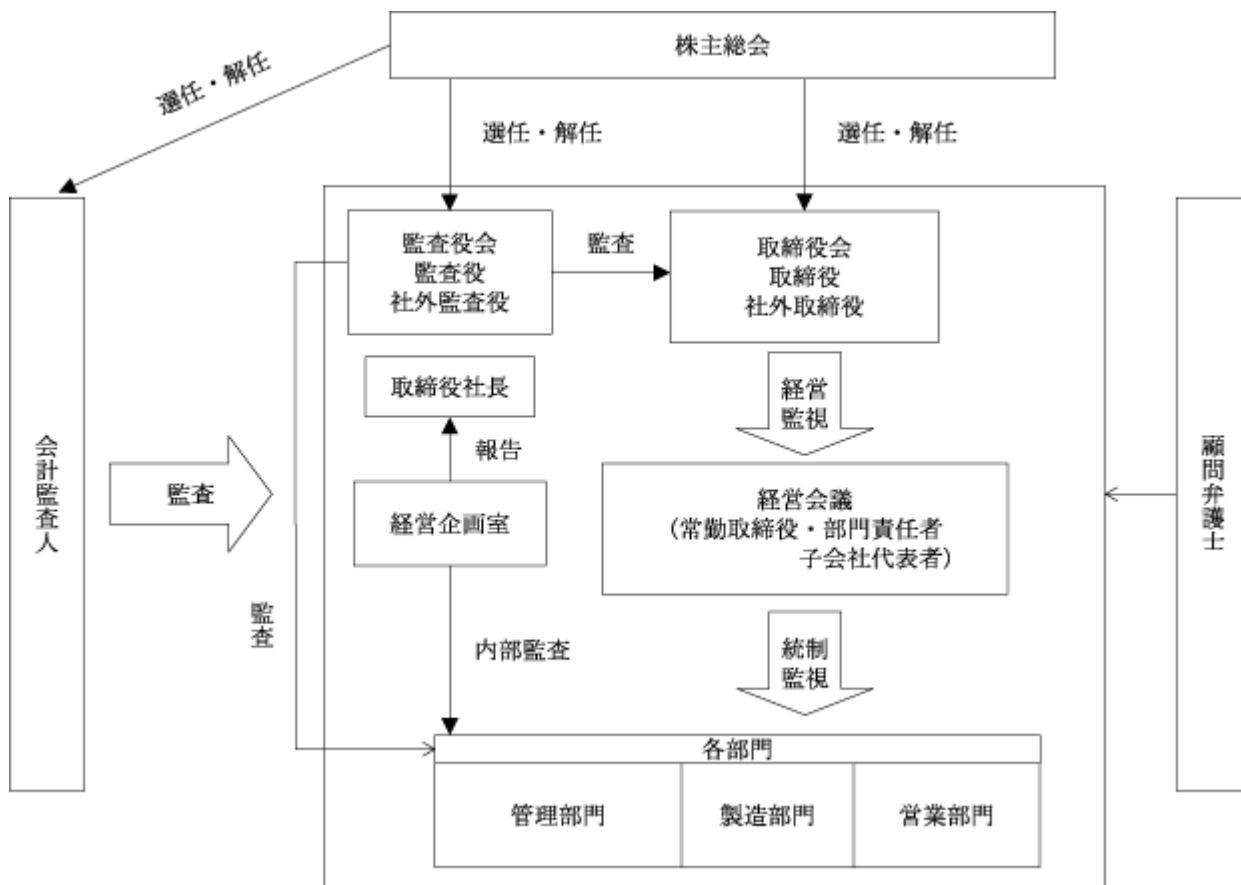 株主総会
選任・解任
選任・解任
選任・解任
監査役会
監査役
社外監査役
監査
取締役会
取締役
社外取締役
取締役社長
経営
監視
報告
会計監査人
監査
経営企画室
経営会議
（常勤取締役・部門責任者
子会社代表者）
顧問弁護士
監査
内部監査
統制
監視
各部門
管理部門
製造部門
営業部門